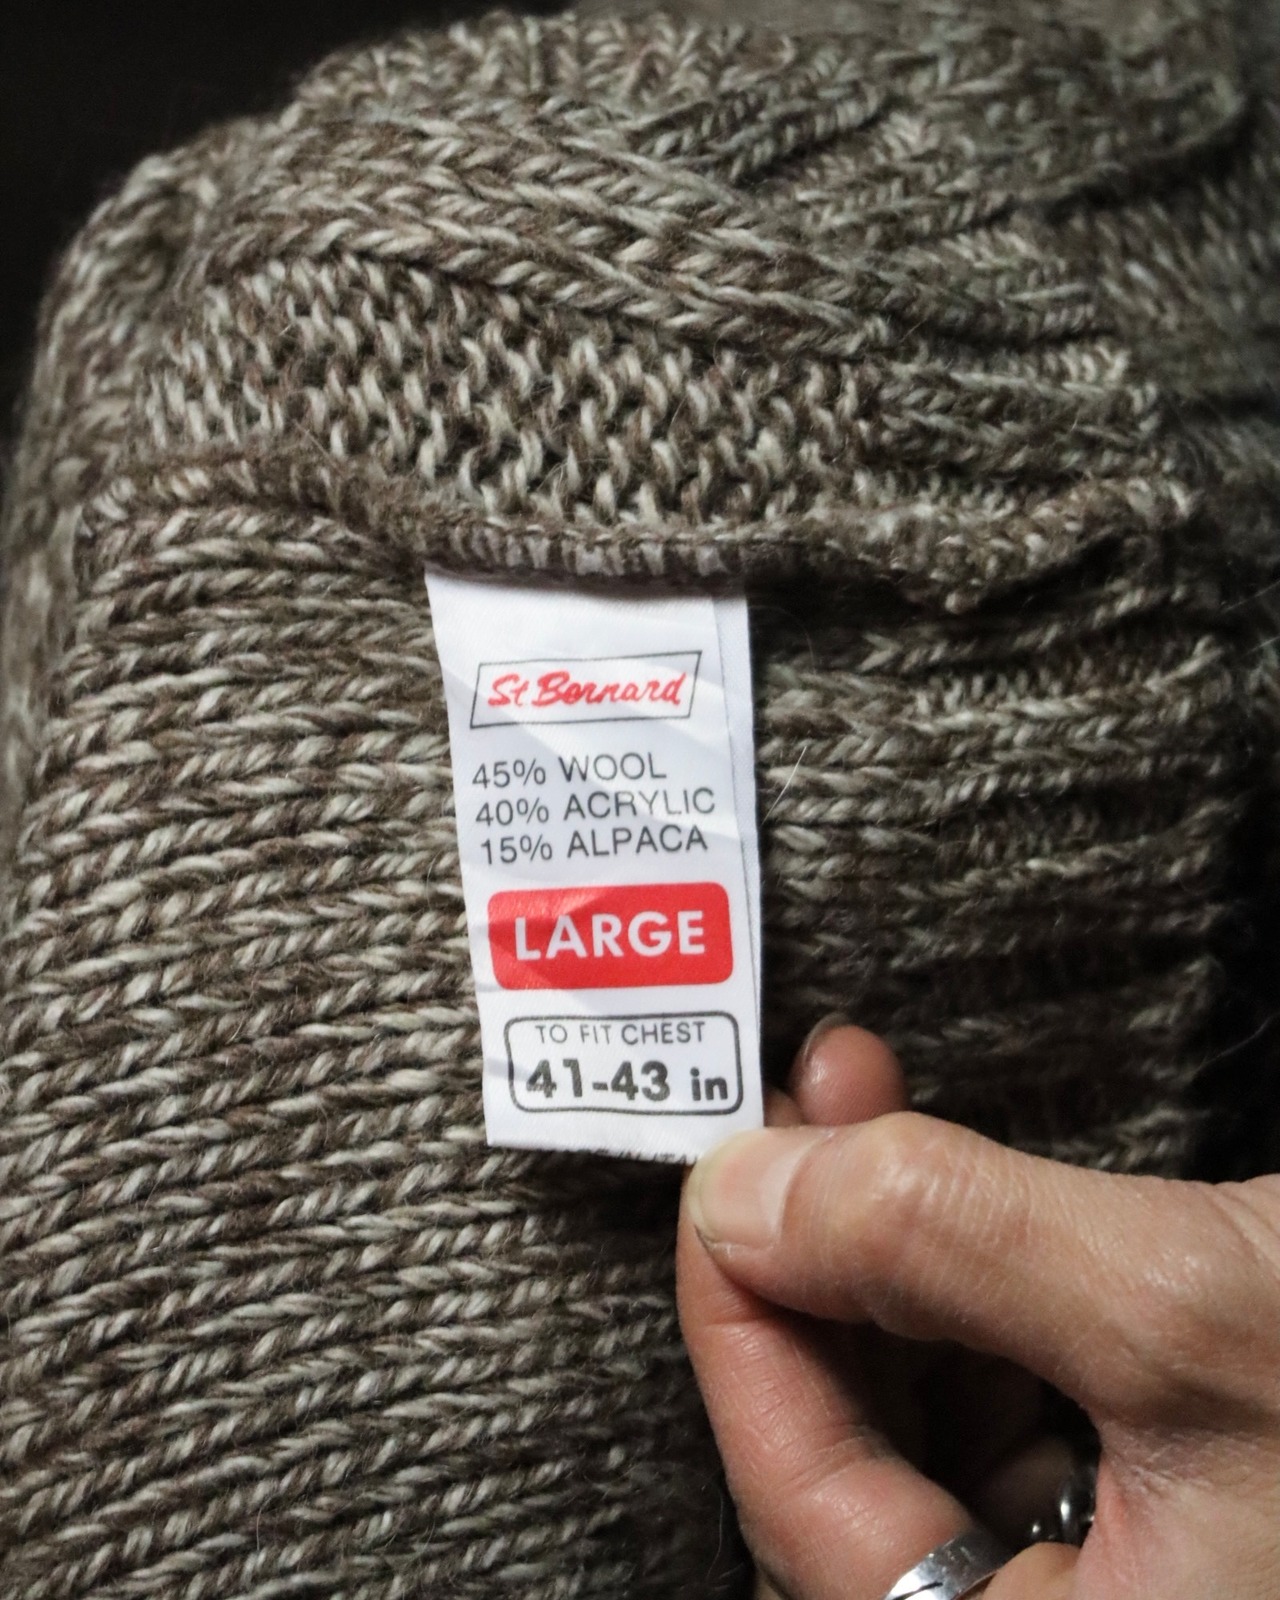 St Bernard
45% WOOL
40% ACRYLIC
15% ALPACA
LARGE
TO FIT CHEST
41-43 in